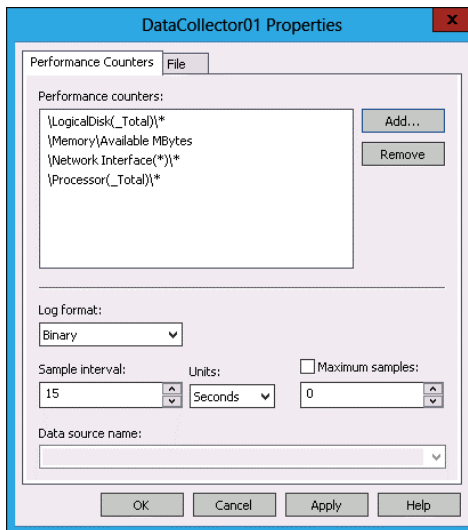 DataCollector01 Properties
x
Performance Counters File
Performance counters:
\LogicalDisk(_Total)\*
\Memory\Available MBytes
\Network Interface(*)\*
\Processor(_Total)\*
Add...
Remove
Log format:
Binary
Sample interval:
Units:
Maximum samples:
15
Seconds
0
Data source name:
OK Cancel Apply Help